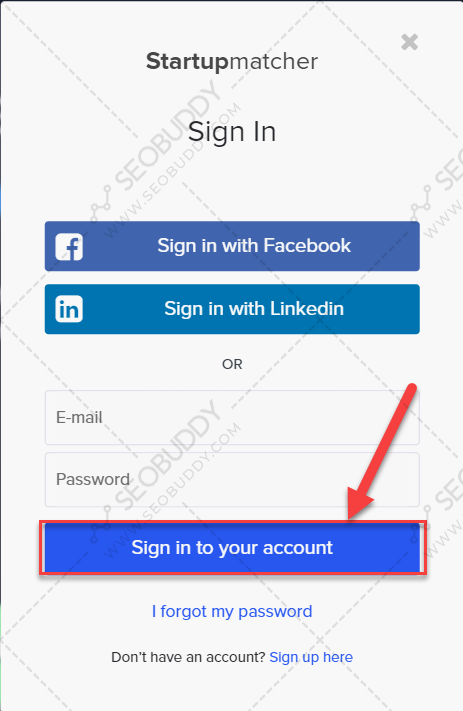 Startupmatcher
Sign In
SEOBUDDY
WWW.SEOBUDDY.COM
Sign in with Facebook
in Sign in with Linkedin
OR
E-mail
SEOBUDDY
WWW.SEOBUDDY.COM
Password
Sign in to your account
I forgot my password
Don't have an account? Sign up here